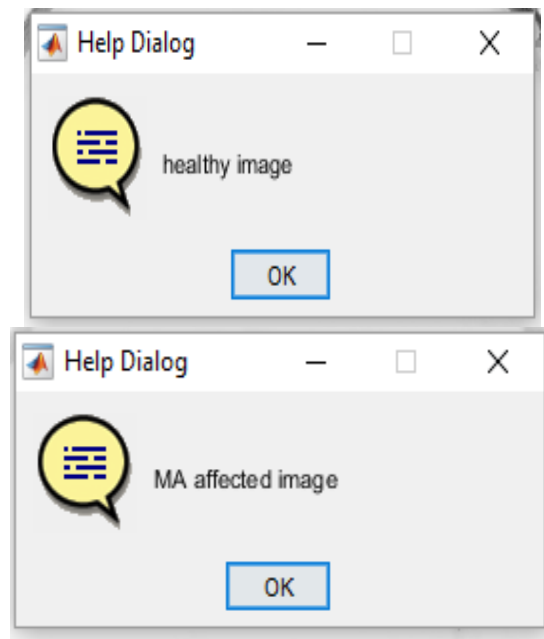 Help Dialog
healthy image
OK
Help Dialog
MA affected image
OK